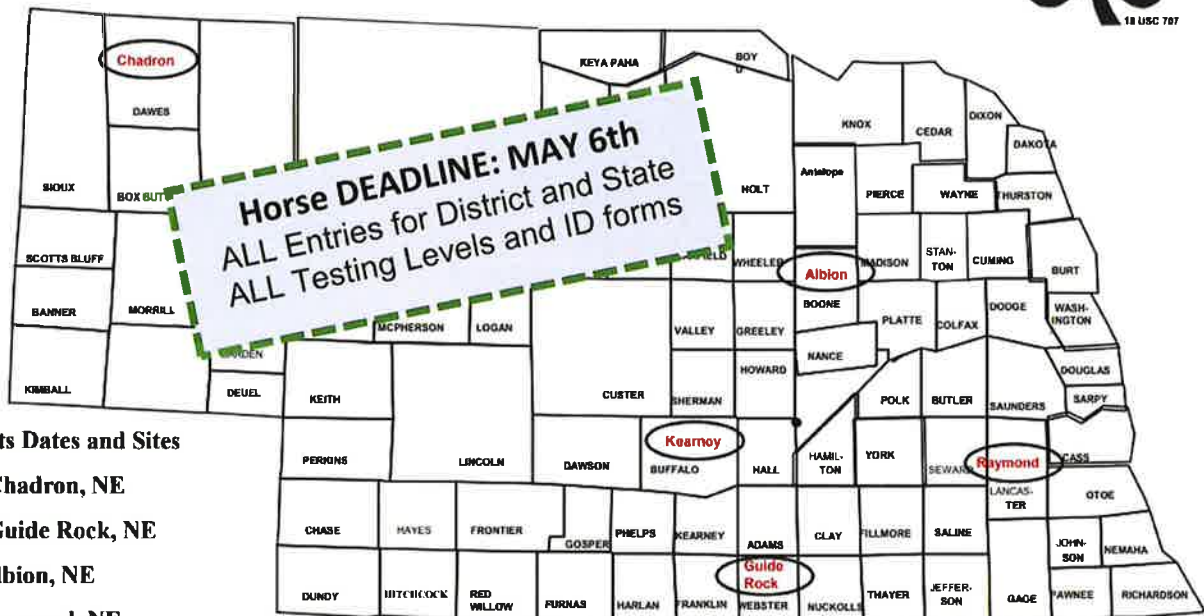 18 USC 707
Chadron
KEYA PAHA
BOY
D
DAWES
KNOX
CEDAR
DIXON
DAKOTA
Horse DEADLINE: MAY 6th
ALL Entries for District and State
ALL Testing Levels and ID forms
SIOUX
BOX BUT
HOLT
Antelope
PIERCE
WAYNE
THURSTON
SCOTTS BLUFF
WHEELER
Albion
MADISON
STAN-
TON
CUMING
BURT
BANNER
MORRILL
MCPHERSON
LOGAN
VALLEY
GREELEY
BOONE
PLATTE
COLFAX
DODGE
WASH-
INGTON
NANCE
KIMBALL
DEUEL
KEITH
CUSTER
SHERMAN
HOWARD
POLK
BUTLER
SAUNDERS
DOUGLAS
SARPY
ts Dates and Sites
PERKINS
LINCOLN
DAWSON
Kearney
BUFFALO
HALL
HAMIL-
TON
YORK
SEWARD
Raymond
CASS
Chadron, NE
LANCAS-
TER
OTOE
Guide Rock, NE
CHASE
HAYES
FRONTIER
GOSPER
PHELPS
KEARNEY
ADAMS
CLAY
FILLMORE
SALINE
JOHN-
SON
NEMAHA
lbion, NE
DUNDY
HITCHCOCK
RED
WILLOW
FURNAS
HARLAN
FRANKLIN
Guide
Rock
WEBSTER
NUCKOLLS
THAYER
JEFFER-
SON
GAGE
PAWNEE
RICHARDSON